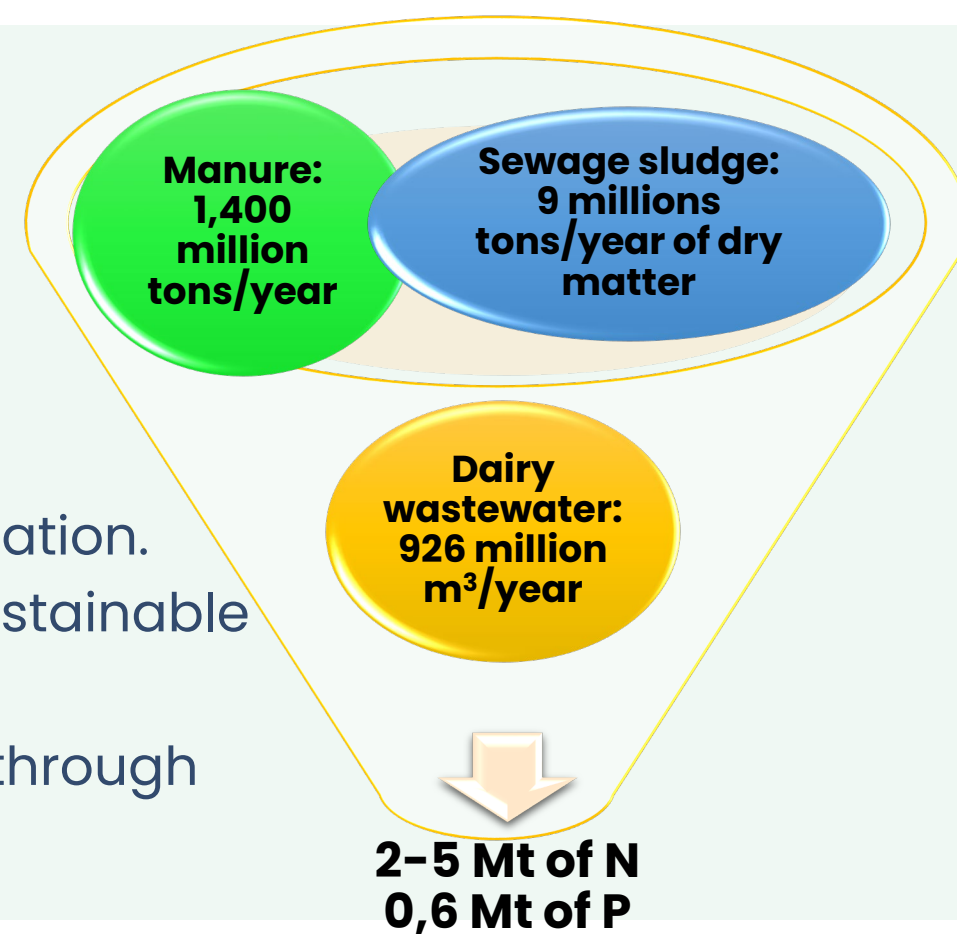 Manure:
1,400
million
tons/year
Sewage sludge:
9 millions
tons/year of dry
matter
Dairy
wastewater:
926 million
m³/year
ation.
stainable
through
2-5 Mt of N
0,6 Mt of P